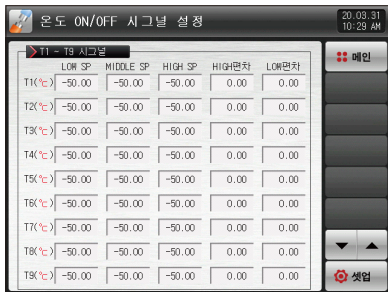 온도 ON/OFF 시그널 설정
20.03.31
10:29 AM
T1 - T9 시그널
LOW SP MIDDLE SP HIGH SP HIGH편차 LOW편차
T1(℃) -50.00 -50.00 -50.00 0.00 0.00
T2(℃) -50.00 -50.00 -50.00 0.00 0.00
T3(℃) -50.00 -50.00 -50.00 0.00 0.00
T4(℃) -50.00 -50.00 -50.00 0.00 0.00
T5(℃) -50.00 -50.00 -50.00 0.00 0.00
T6(℃) -50.00 -50.00 -50.00 0.00 0.00
T7(℃) -50.00 -50.00 -50.00 0.00 0.00
T8(℃) -50.00 -50.00 -50.00 0.00 0.00
T9(℃) -50.00 -50.00 -50.00 0.00 0.00
메인
셋업